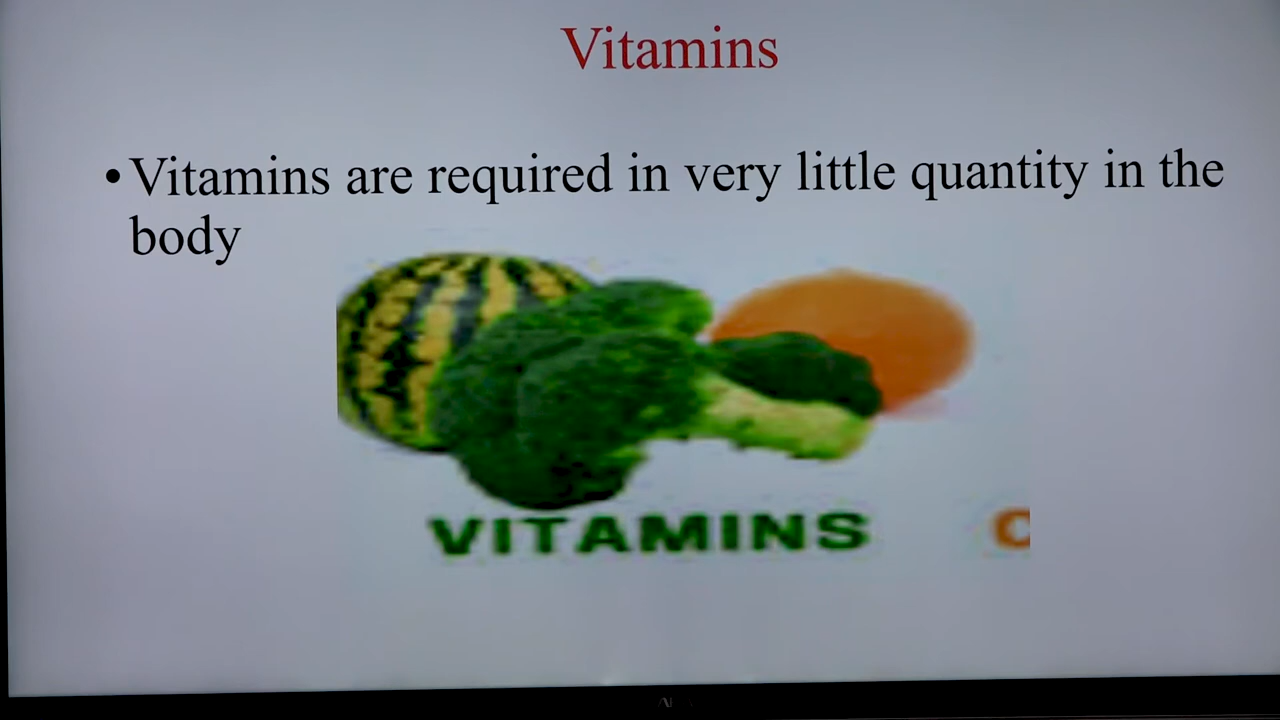 Vitamins
• Vitamins are required in very little quantity in the
body
VITAMINS
C